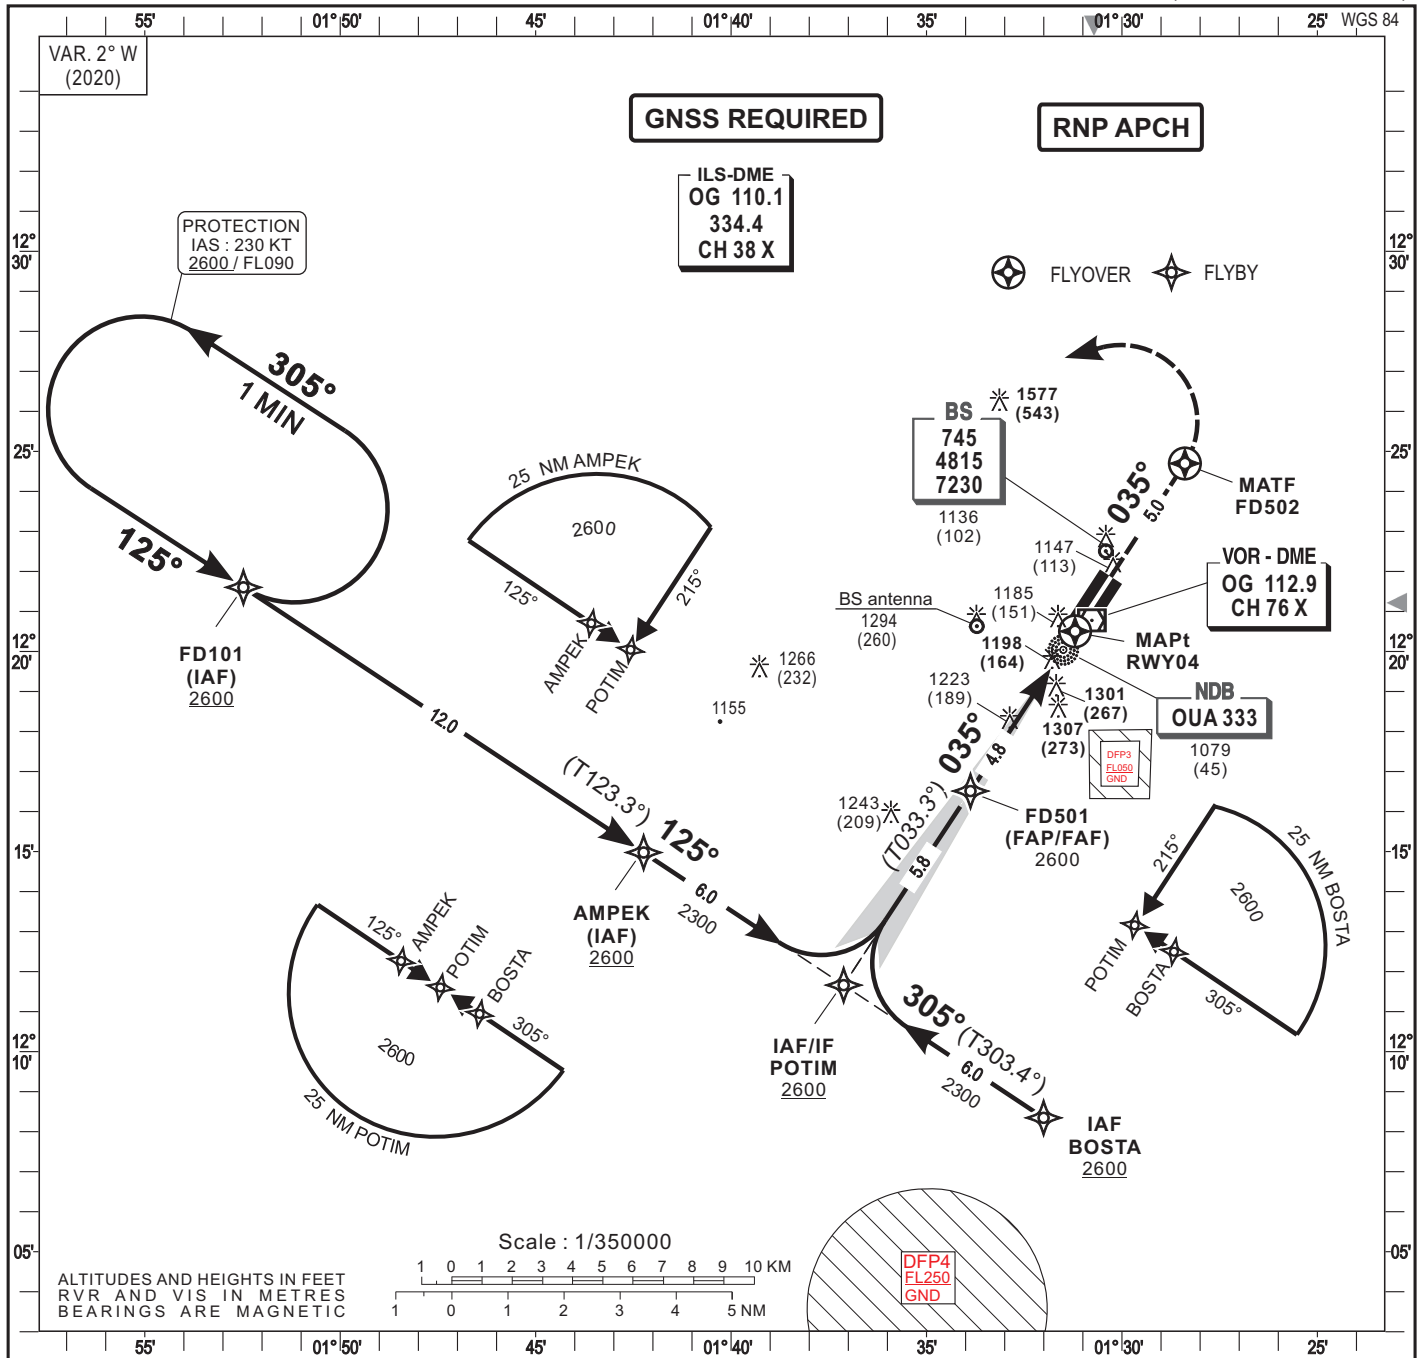 55'
01° 50'
45'
01° 40'
35'
01° 30'
25'
WGS 84
VAR. 2° W
(2020)
GNSS REQUIRED
RNP APCH
ILS-DME
OG 110.1
334.4
CH 38 X
PROTECTION
IAS : 230 KT
2600 / FL090
12°
30'
12°
30'
FLYOVER
FLYBY
305°
1 MIN
1577
(543)
BS
745
4815
7230
1136
(102)
25'
25'
035°
5.0
MATF
FD502
25 NM AMPEK
2600
125°
215°
AMPEK
POTIM
125°
1147
(113)
VOR - DME
OG 112.9
CH 76 X
BS antenna
1294
(260)
1185
(151)
1198
(164)
MAPt
RWY04
12°
20'
12°
20'
FD101
(IAF)
2600
1266
(232)
1155
1223
(189)
1301
(267)
1307
(273)
NDB
OUA 333
1079
(45)
DFP3
FL050
GND
12.0
(T123.3°)
125°
035°
(T033.3°)
4.8
1243
(209)
FD501
(FAP/FAF)
2600
15'
15'
5.8
6.0
2300
AMPEK
(IAF)
2600
215°
25 NM BOSTA
2600
POTIM
BOSTA
305°
125°
AMPEK
POTIM
BOSTA
305°
2600
25 NM POTIM
305° (T303.4°)
6.0
2300
IAF/IF
POTIM
2600
12°
10'
12°
10'
IAF
BOSTA
2600
05'
05'
Scale : 1/350000
1 0 1 2 3 4 5 6 7 8 9 10 KM
1 0 1 2 3 4 5 NM
ALTITUDES AND HEIGHTS IN FEET
RVR AND VIS IN METRES
BEARINGS ARE MAGNETIC
DFP4
FL250
GND
55'
01° 50'
45'
01° 40'
35'
01° 30'
25'